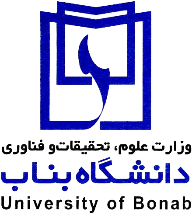 وزارت علوم، تحقیقات و فناوری
دانشگاه بناب
University of Bonab